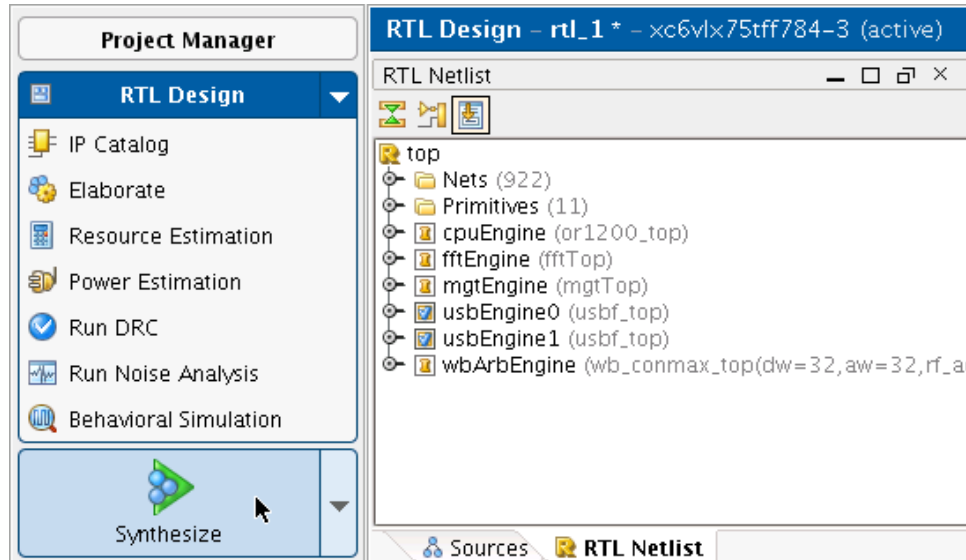 Project Manager
RTL Design
IP Catalog
Elaborate
Resource Estimation
Power Estimation
Run DRC
Run Noise Analysis
Behavioral Simulation
Synthesize
RTL Design – rtl_1 * – xc6vlx75tff784–3 (active)
RTL Netlist
top
Nets (922)
Primitives (11)
cpuEngine (or1200_top)
fftEngine (fftTop)
mgtEngine (mgtTop)
usbEngine0 (usbf_top)
usbEngine1 (usbf_top)
wbArbEngine (wb_conmax_top(dw=32,aw=32,rf_a
Sources
RTL Netlist